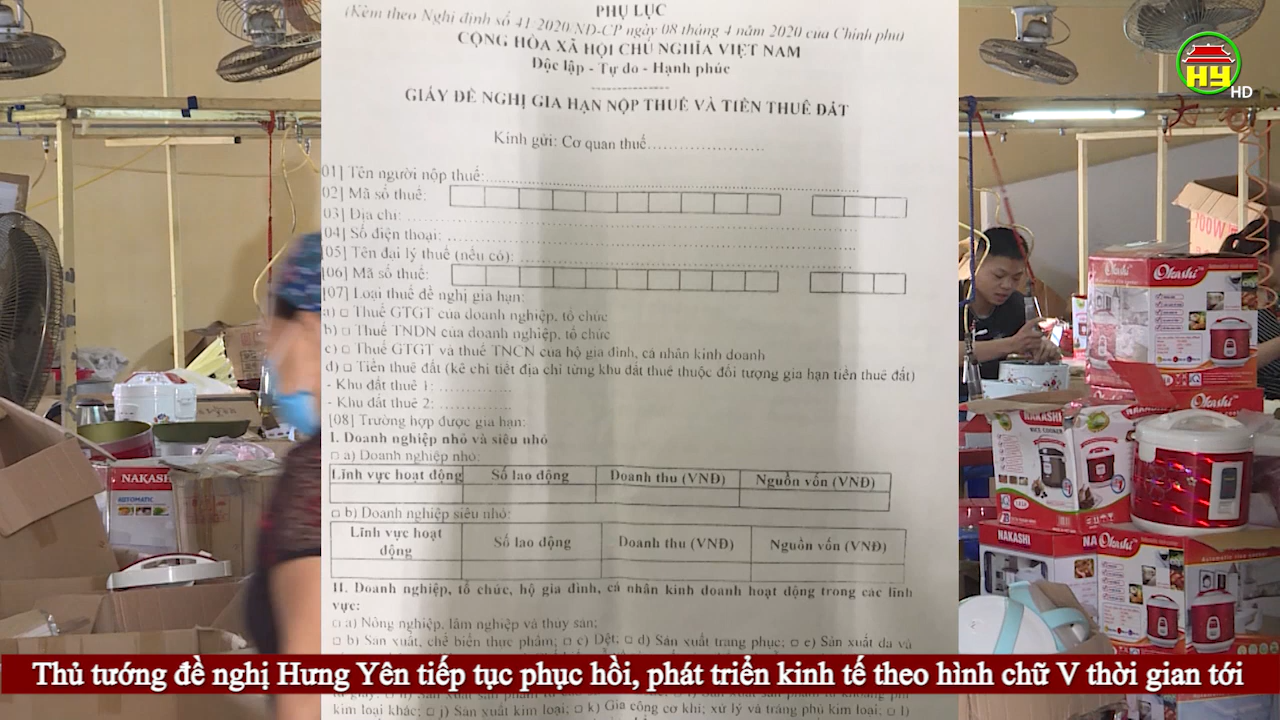 PHỤ LỤC
(Kèm theo Nghị định số 41/2020/NĐ-CP ngày 08 tháng 4 năm 2020 của Chính phủ)
CỘNG HÒA XÃ HỘI CHỦ NGHĨA VIỆT NAM
Độc lập - Tự do - Hạnh phúc
GIẤY ĐỀ NGHỊ GIA HẠN NỘP THUẾ VÀ TIỀN THUÊ ĐẤT
Kính gửi: Cơ quan thuế......................
01] Tên người nộp thuế:
02] Mã số thuế:
03] Địa chỉ:
04] Số điện thoại:
05] Tên đại lý thuế (nếu có):
[06] Mã số thuế:
[07] Loại thuế đề nghị gia hạn:
a) □ Thuế GTGT của doanh nghiệp, tổ chức
b) □ Thuế TNDN của doanh nghiệp, tổ chức
c) □ Thuế GTGT và thuế TNCN của hộ gia đình, cá nhân kinh doanh
d) □ Tiền thuê đất (kê chi tiết địa chỉ từng khu đất thuê thuộc đối tượng gia hạn tiền thuê đất)
- Khu đất thuê 1: .............
- Khu đất thuê 2: .............
[08] Trường hợp được gia hạn:
I. Doanh nghiệp nhỏ và siêu nhỏ
□ a) Doanh nghiệp nhỏ:
Lĩnh vực hoạt động Số lao động Doanh thu (VNĐ) Nguồn vốn (VNĐ)
□ b) Doanh nghiệp siêu nhỏ:
Lĩnh vực hoạt động Số lao động Doanh thu (VNĐ) Nguồn vốn (VNĐ)
II. Doanh nghiệp, tổ chức, hộ gia đình, cá nhân kinh doanh hoạt động trong các lĩnh
vực:
□ a) Nông nghiệp, lâm nghiệp và thủy sản;
□ b) Sản xuất, chế biến thực phẩm; □ c) Dệt; □ d) Sản xuất trang phục; □ e) Sản xuất da và
kim loại khác; □ j) Sản xuất kim loại; □ k) Gia công cơ khí; xử lý và tráng phủ kim loại; □ l)
Thủ tướng đề nghị Hưng Yên tiếp tục phục hồi, phát triển kinh tế theo hình chữ V thời gian tới
HY
HD
Okashi
NAKASHI
RICE COOKER
Okashi
NAKASHI
NA Okashi
NAKASH
AUTOMATIC